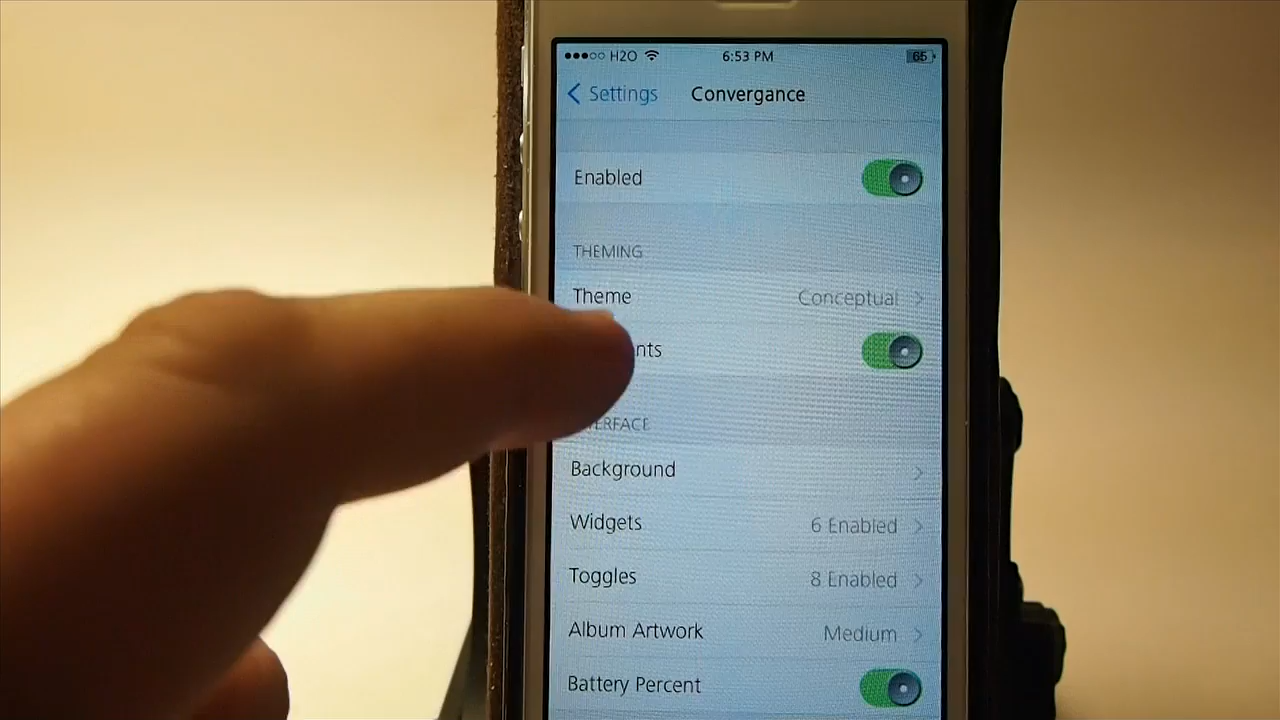 H2O 6:53 PM 65
Settings Convergance
Enabled
THEMING
Theme Conceptual
nts
ERFACE
Background
Widgets 6 Enabled
Toggles 8 Enabled
Album Artwork Medium
Battery Percent